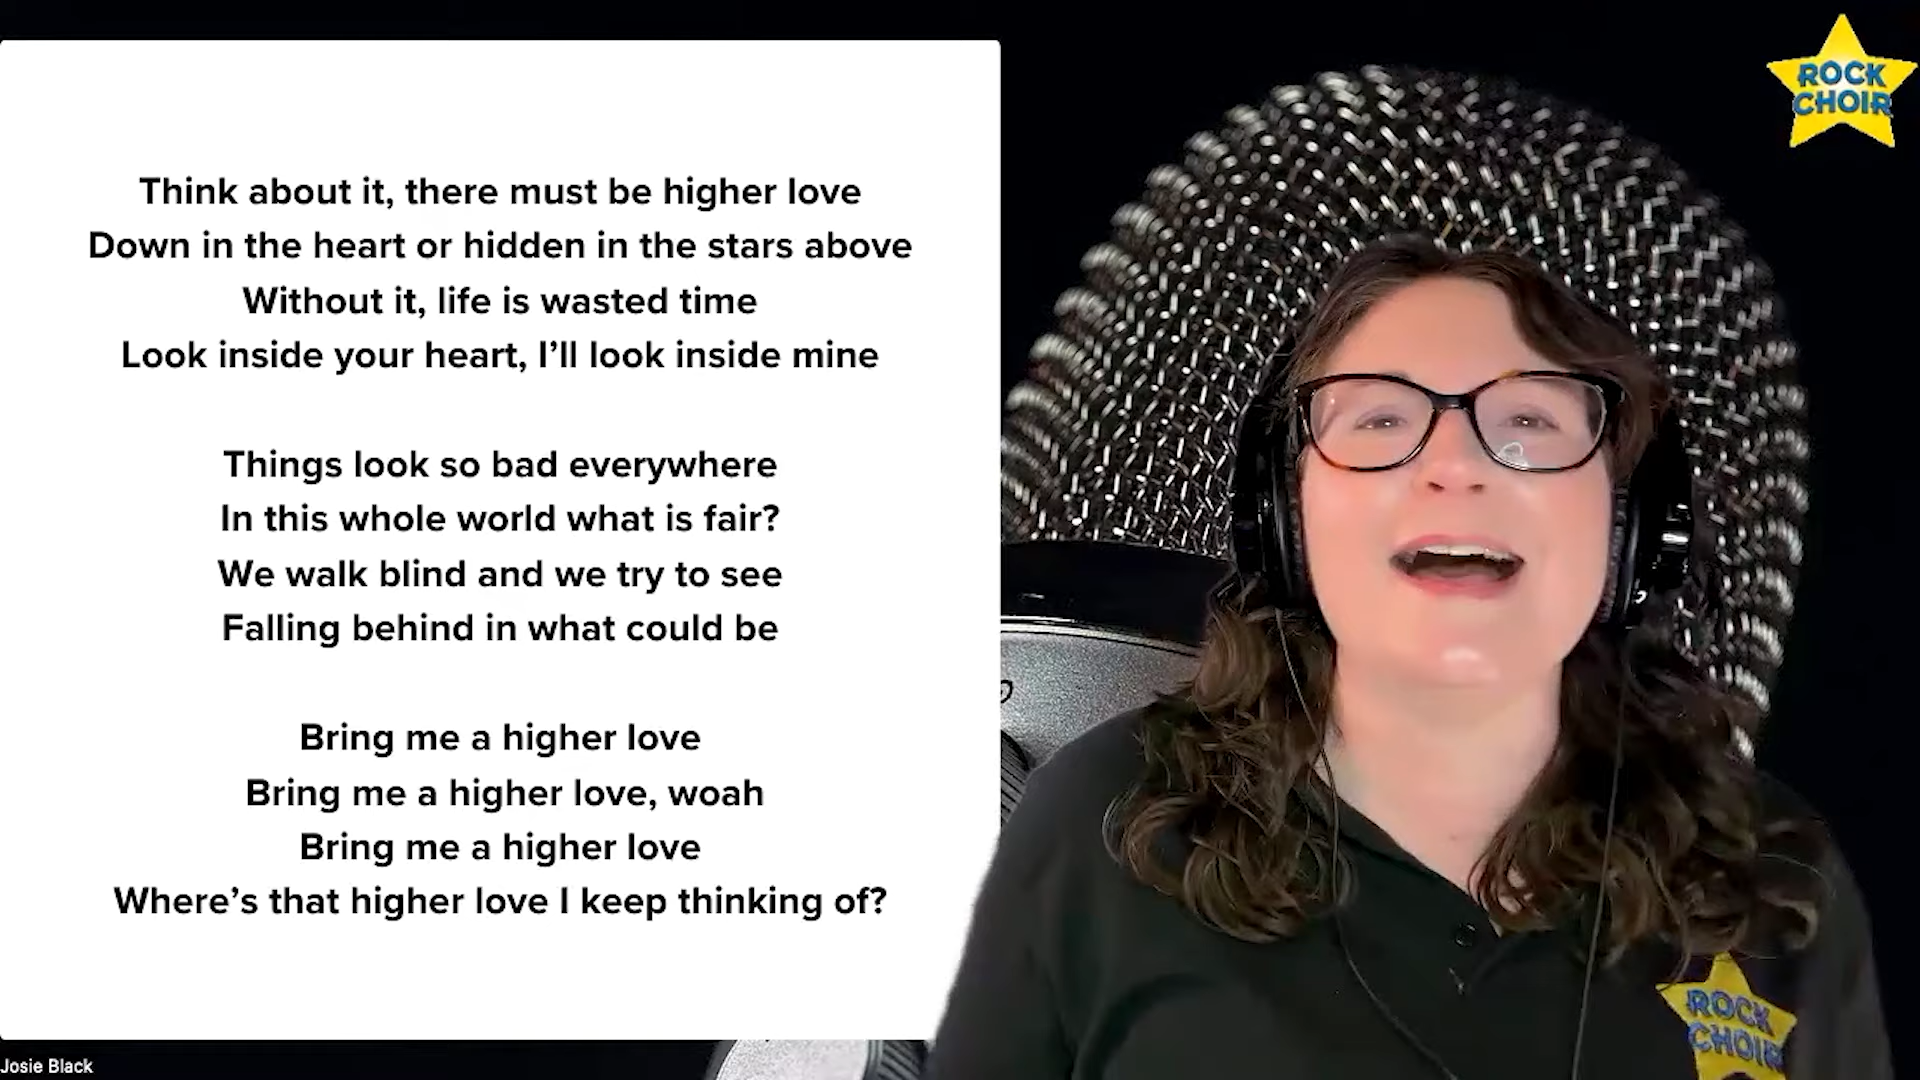 ROCK
CHOIR
Think about it, there must be higher love
Down in the heart or hidden in the stars above
Without it, life is wasted time
Look inside your heart, I’ll look inside mine
Things look so bad everywhere
In this whole world what is fair?
We walk blind and we try to see
Falling behind in what could be
Bring me a higher love
Bring me a higher love, woah
Bring me a higher love
Where’s that higher love I keep thinking of?
ROCK
CHOIR
Josie Black